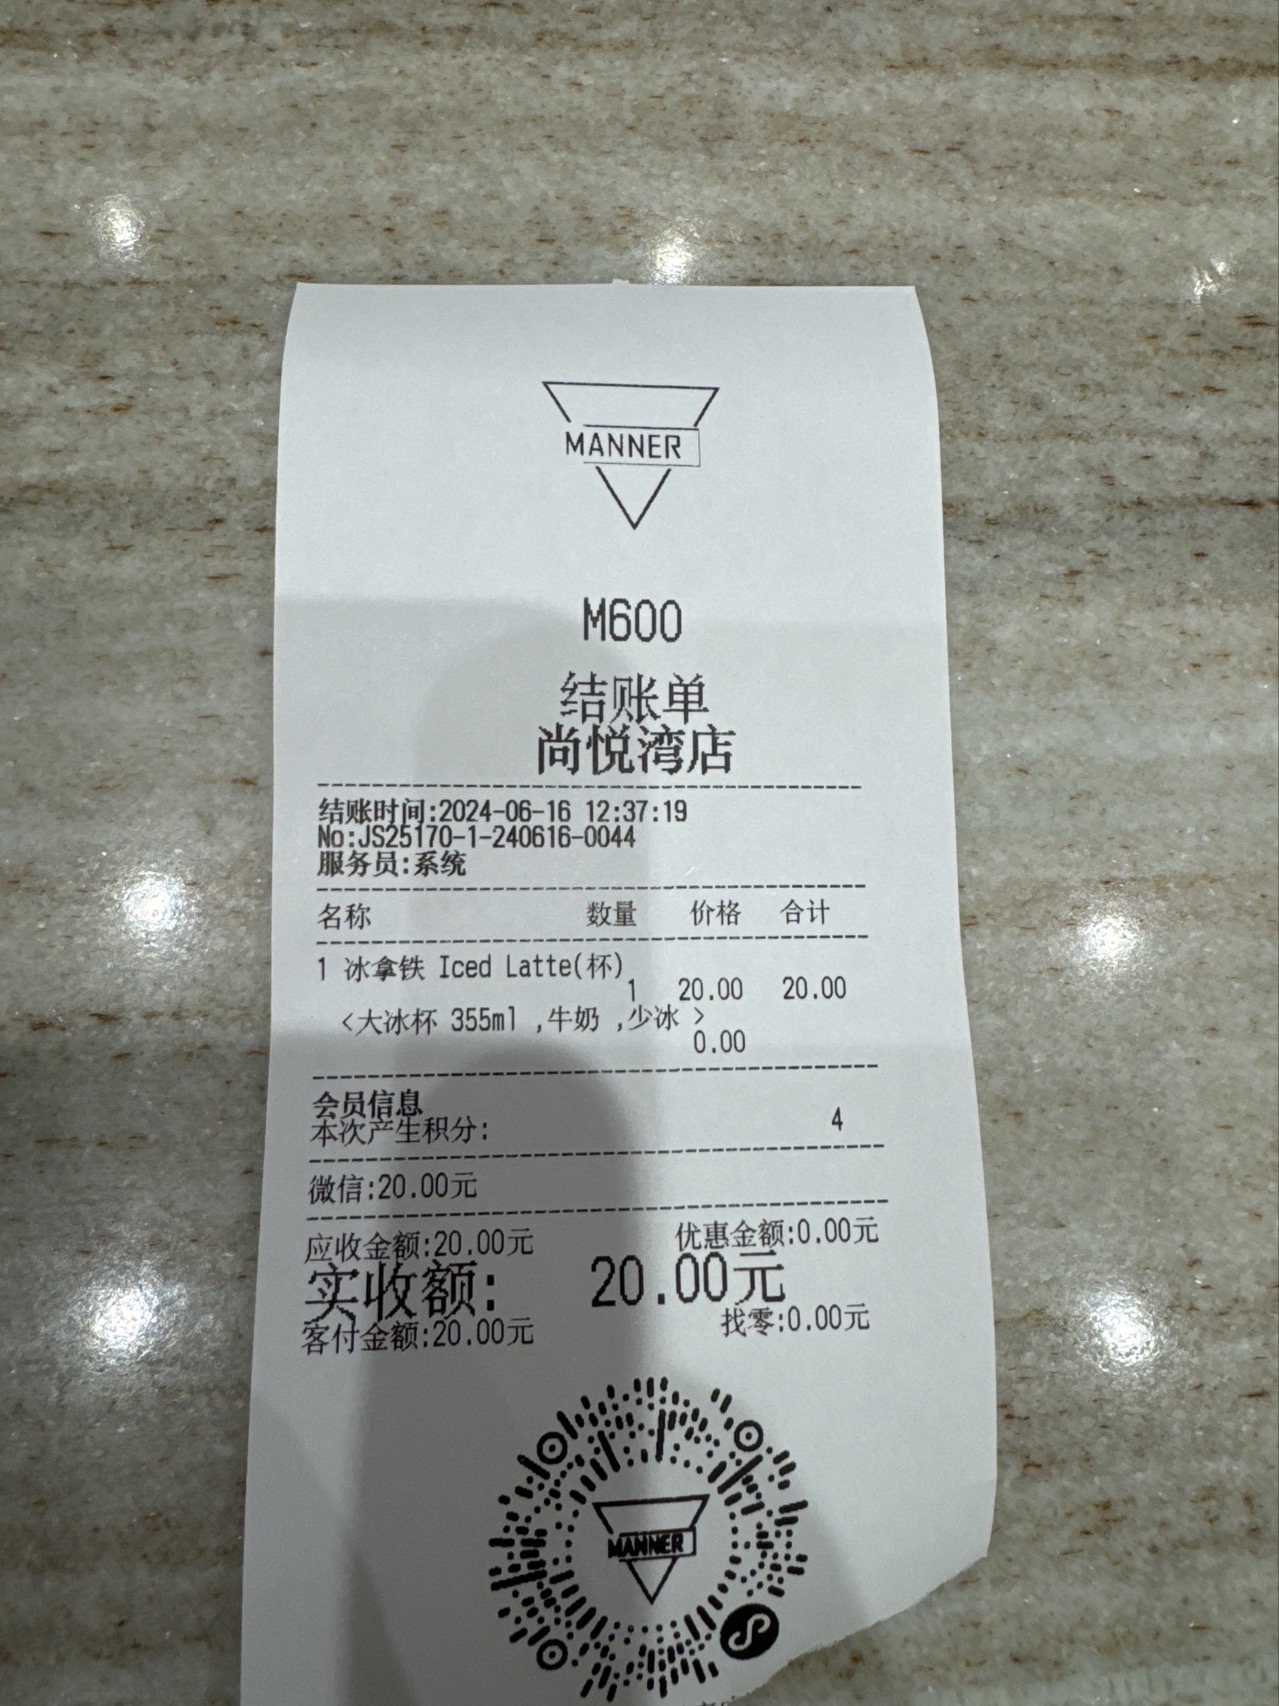 MANNER
M600
结账单
尚悦湾店
结账时间:2024-06-16 12:37:19
No:JS25170-1-240616-0044
服务员:系统
名称 数量 价格 合计
1 冰拿铁 Iced Latte(杯)
1 20.00 20.00
<大冰杯 355ml ,牛奶 ,少冰 >
0.00
会员信息
本次产生积分: 4
微信:20.00元
应收金额:20.00元 优惠金额:0.00元
实收额: 20.00元
客付金额:20.00元 找零:0.00元
MANNER